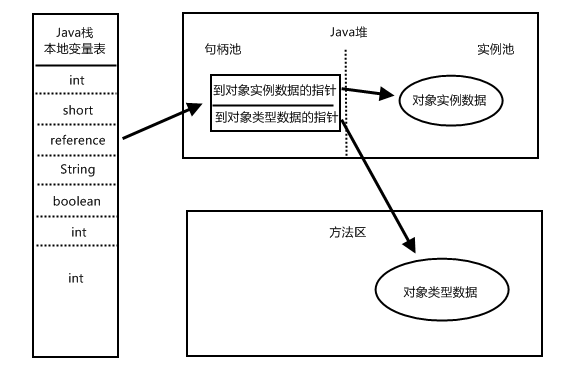 Java栈
本地变量表
int
short
reference
String
boolean
int
int
Java堆
句柄池
实例池
到对象实例数据的指针
到对象类型数据的指针
对象实例数据
方法区
对象类型数据